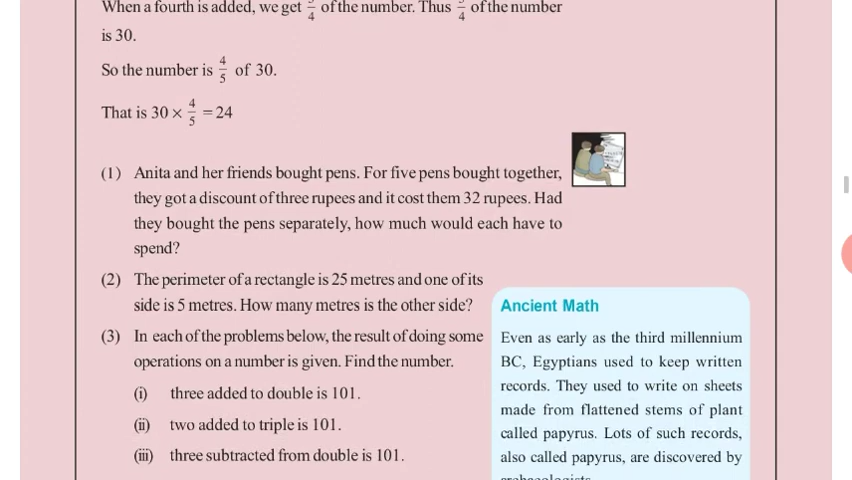 When a fourth is added, we get 5/4 of the number. Thus 5/4 of the number
is 30.
So the number is 4/5 of 30.
That is 30 × 4/5 = 24
(1) Anita and her friends bought pens. For five pens bought together,
they got a discount of three rupees and it cost them 32 rupees. Had
they bought the pens separately, how much would each have to
spend?
(2) The perimeter of a rectangle is 25 metres and one of its
side is 5 metres. How many metres is the other side?
(3) In each of the problems below, the result of doing some
operations on a number is given. Find the number.
(i) three added to double is 101.
(ii) two added to triple is 101.
(iii) three subtracted from double is 101.
Ancient Math
Even as early as the third millennium
BC, Egyptians used to keep written
records. They used to write on sheets
made from flattened stems of plant
called papyrus. Lots of such records,
also called papyrus, are discovered by